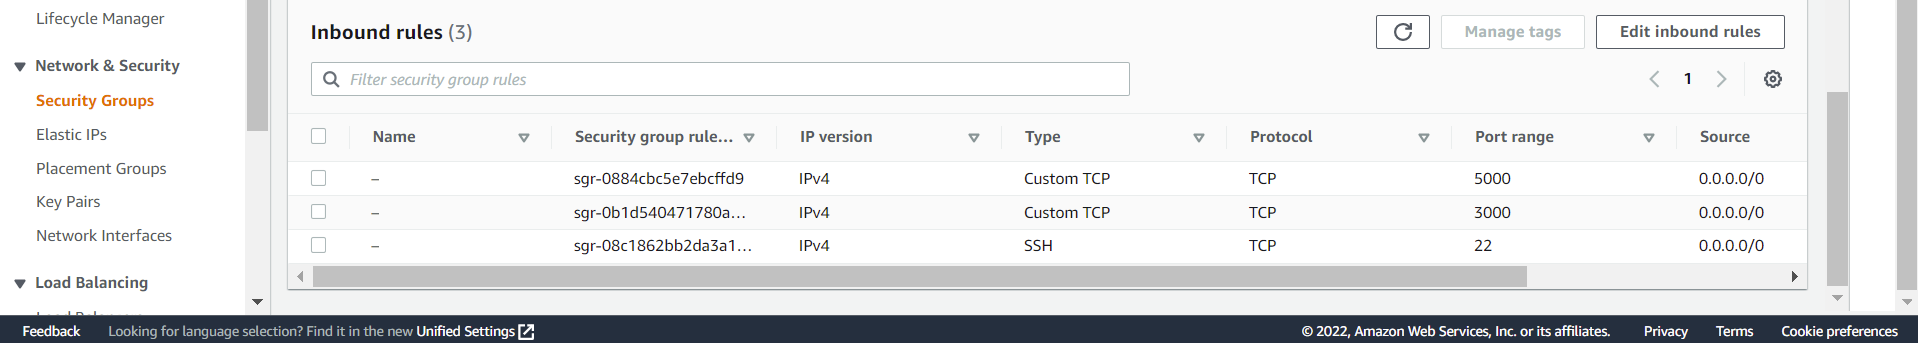 Lifecycle Manager
Network & Security
Security Groups
Elastic IPs
Placement Groups
Key Pairs
Network Interfaces
Load Balancing
Inbound rules (3)
Manage tags
Edit inbound rules
Filter security group rules
1
Name Security group rule... IP version Type Protocol Port range Source
– sgr-0884cbc5e7ebcffd9 IPv4 Custom TCP TCP 5000 0.0.0.0/0
– sgr-0b1d540471780a... IPv4 Custom TCP TCP 3000 0.0.0.0/0
– sgr-08c1862bb2da3a1... IPv4 SSH TCP 22 0.0.0.0/0
Feedback Looking for language selection? Find it in the new Unified Settings © 2022, Amazon Web Services, Inc. or its affiliates. Privacy Terms Cookie preferences